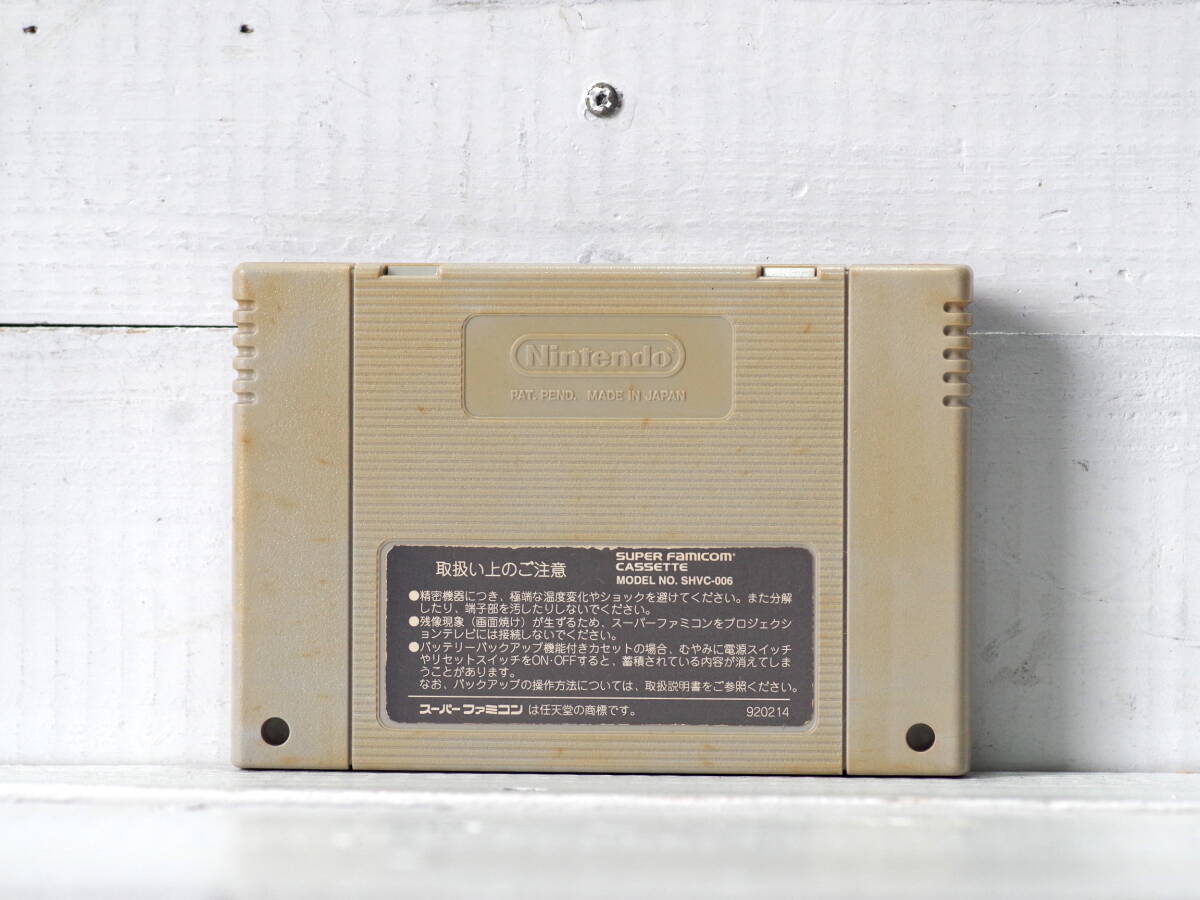 Nintendo
PAT. PEND. MADE IN JAPAN
取扱い上のご注意
SUPER FAMICOM
CASSETTE
MODEL NO. SHVC-006
●精密機器につき、極端な温度変化やショックを避けてください。また分解
したり、端子部を汚したりしないでください。
●残像現象（画面焼け）が生ずるため、スーパーファミコンをプロジェクシ
ョンテレビには接続しないでください。
●バッテリーバックアップ機能付きカセットの場合、むやみに電源スイッチ
やリセットスイッチをON·OFFすると、蓄積されている内容が消えてしま
うことがあります。
なお、バックアップの操作方法については、取扱説明書をご参照ください。
スーパーファミコン は任天堂の商標です。 920214